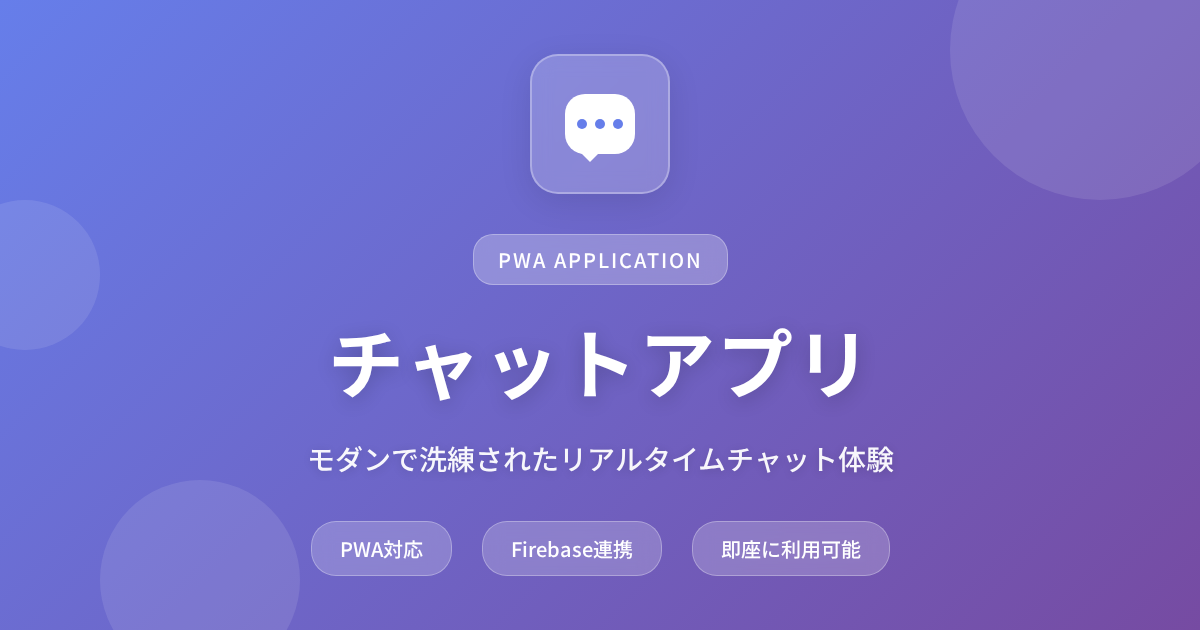 PWA APPLICATION
チャットアプリ
モダンで洗練されたリアルタイムチャット体験
PWA対応
Firebase連携
即座に利用可能